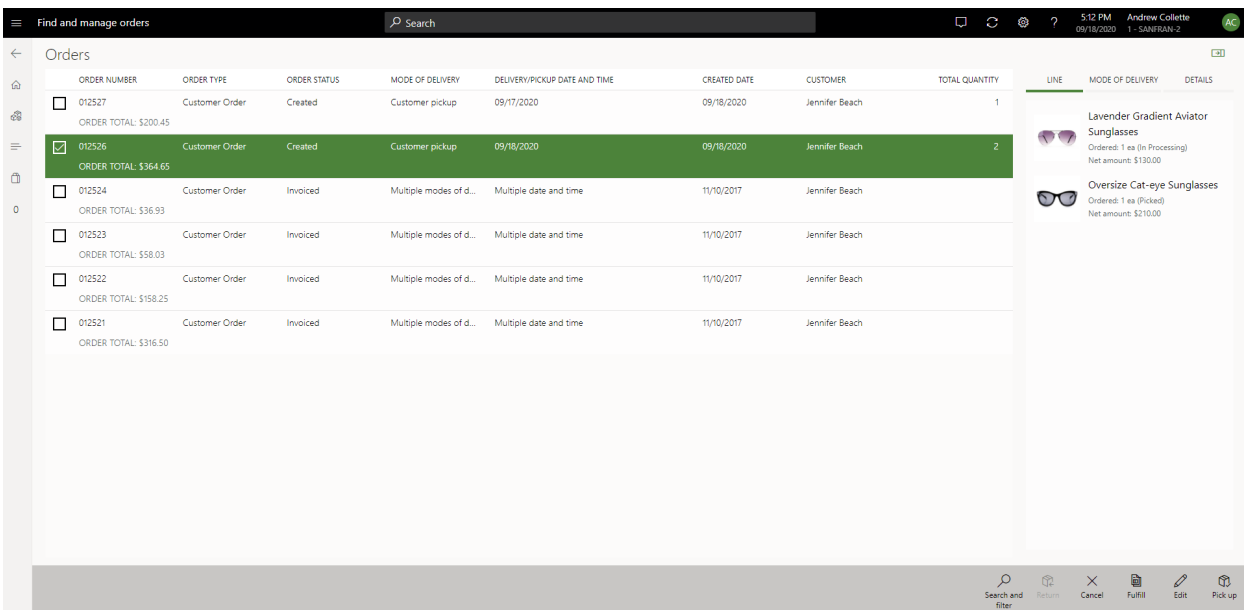 Find and manage orders
Search
?
5:12 PM Andrew Collette
09/18/2020 1 - SANFRAN-2
AC
Orders
ORDER NUMBER ORDER TYPE ORDER STATUS MODE OF DELIVERY DELIVERY/PICKUP DATE AND TIME CREATED DATE CUSTOMER TOTAL QUANTITY
012527 Customer Order Created Customer pickup 09/17/2020 09/18/2020 Jennifer Beach 1
ORDER TOTAL: $200.45
012526 Customer Order Created Customer pickup 09/18/2020 09/18/2020 Jennifer Beach 2
ORDER TOTAL: $364.65
012524 Customer Order Invoiced Multiple modes of d... Multiple date and time 11/10/2017 Jennifer Beach
ORDER TOTAL: $36.93
012523 Customer Order Invoiced Multiple modes of d... Multiple date and time 11/10/2017 Jennifer Beach
ORDER TOTAL: $58.03
012522 Customer Order Invoiced Multiple modes of d... Multiple date and time 11/10/2017 Jennifer Beach
ORDER TOTAL: $158.25
012521 Customer Order Invoiced Multiple modes of d... Multiple date and time 11/10/2017 Jennifer Beach
ORDER TOTAL: $316.50
0
LINE MODE OF DELIVERY DETAILS
Lavender Gradient Aviator
Sunglasses
Ordered: 1 ea (In Processing)
Net amount: $130.00
Oversize Cat-eye Sunglasses
Ordered: 1 ea (Picked)
Net amount: $210.00
Search and
filter
Return
Cancel
Fulfill
Edit
Pick up